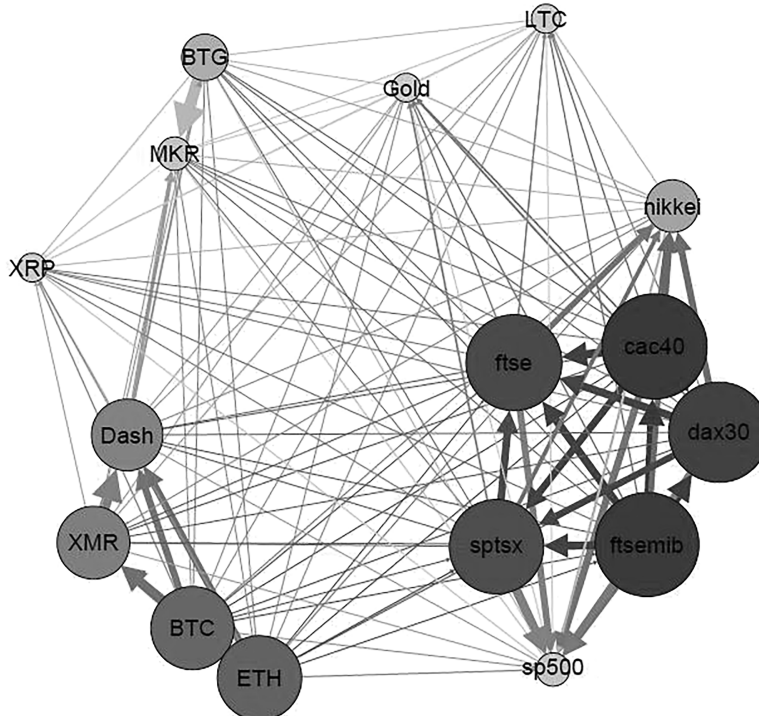 LTC
BTG
Gold
MKR
nikkei
XRP
cac40
ftse
dax30
Dash
XMR
sptsx
ftsemib
BTC
sp500
ETH